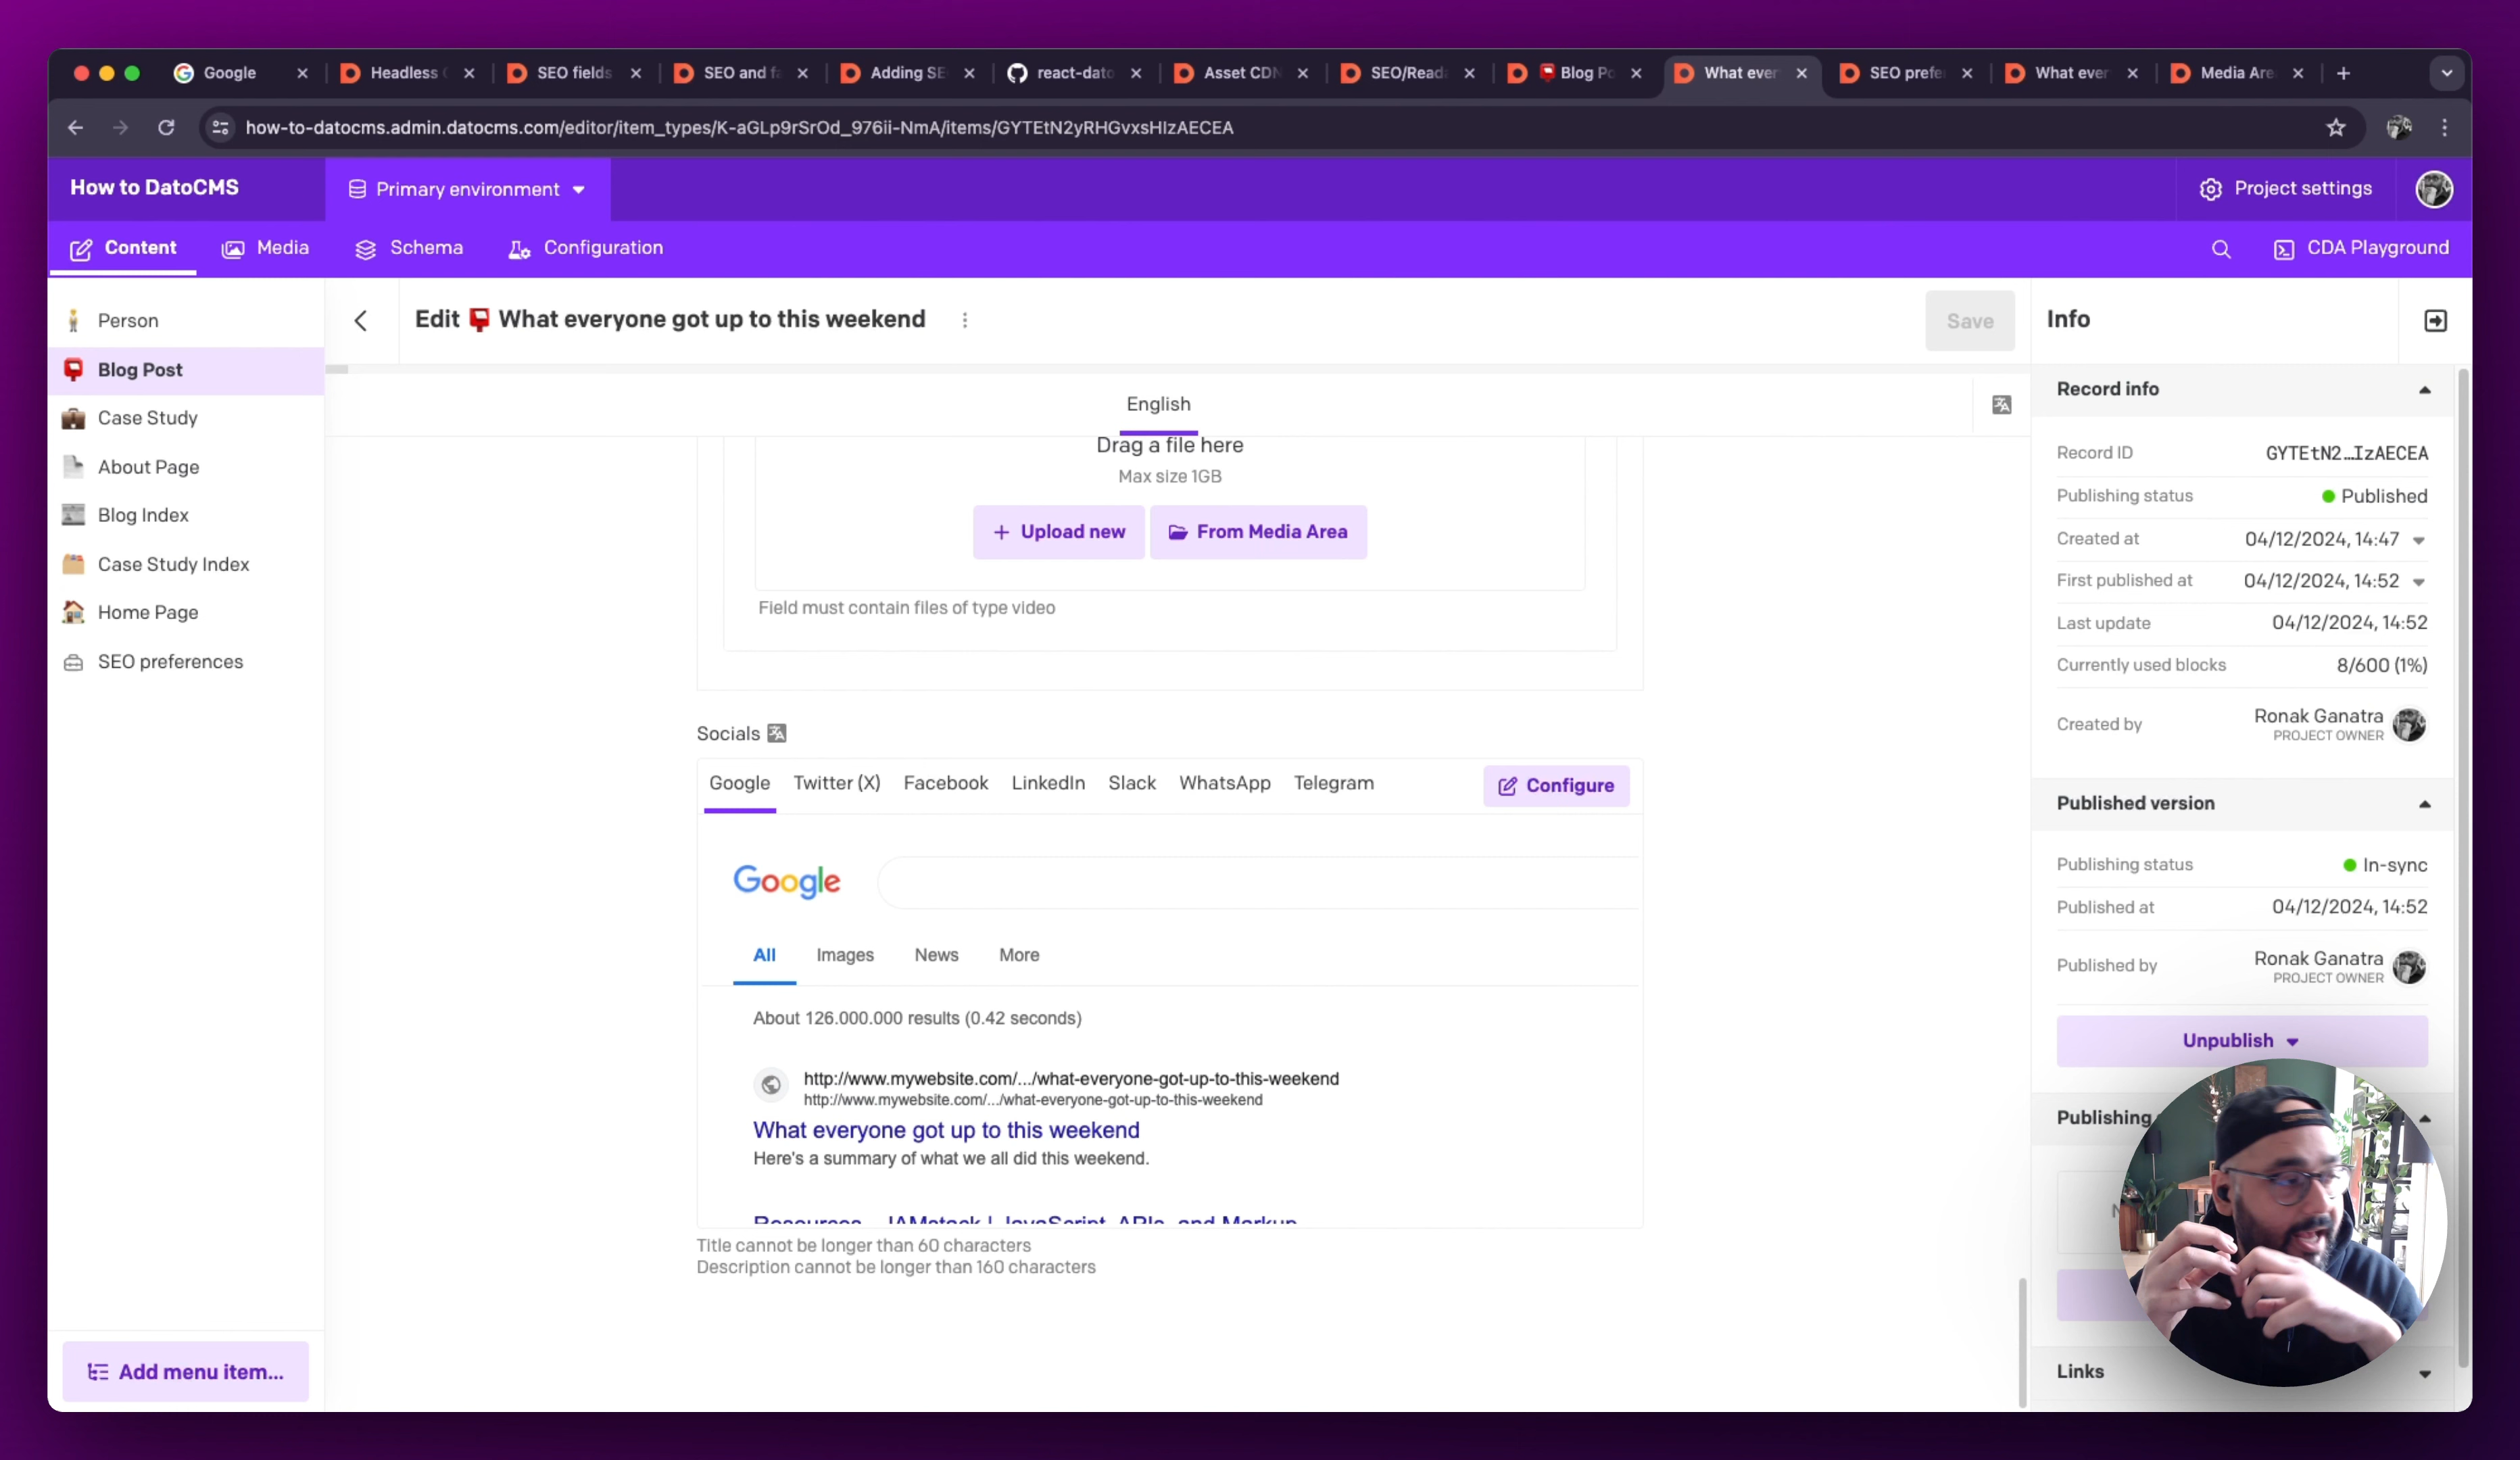 Google
Headless
SEO fields
SEO and fa
Adding SE
react-dato
Asset CDN
SEO/Reada
Blog Po
What ever
SEO prefe
What ever
Media Are
how-to-datocms.admin.datocms.com/editor/item_types/K-aGLp9rSrOd_976ii-NmA/items/GYTEtN2yRHGvxsHIzAECEA
How to DatoCMS
Primary environment
Project settings
Content
Media
Schema
Configuration
CDA Playground
Person
Blog Post
Case Study
About Page
Blog Index
Case Study Index
Home Page
SEO preferences
Add menu item...
Edit What everyone got up to this weekend
Save
English
Drag a file here
Max size 1GB
Upload new
From Media Area
Field must contain files of type video
Socials
Google
Twitter (X)
Facebook
LinkedIn
Slack
WhatsApp
Telegram
Configure
Google
All
Images
News
More
About 126.000.000 results (0.42 seconds)
http://www.mywebsite.com/.../what-everyone-got-up-to-this-weekend
http://www.mywebsite.com/.../what-everyone-got-up-to-this-weekend
What everyone got up to this weekend
Here's a summary of what we all did this weekend.
Resources - JAMstack | JavaScript, APIs, and Markup
Title cannot be longer than 60 characters
Description cannot be longer than 160 characters
Info
Record info
Record ID GYTEtN2…IzAECEA
Publishing status Published
Created at 04/12/2024, 14:47
First published at 04/12/2024, 14:52
Last update 04/12/2024, 14:52
Currently used blocks 8/600 (1%)
Created by Ronak Ganatra
PROJECT OWNER
Published version
Publishing status In-sync
Published at 04/12/2024, 14:52
Published by Ronak Ganatra
PROJECT OWNER
Unpublish
Publishing
Links